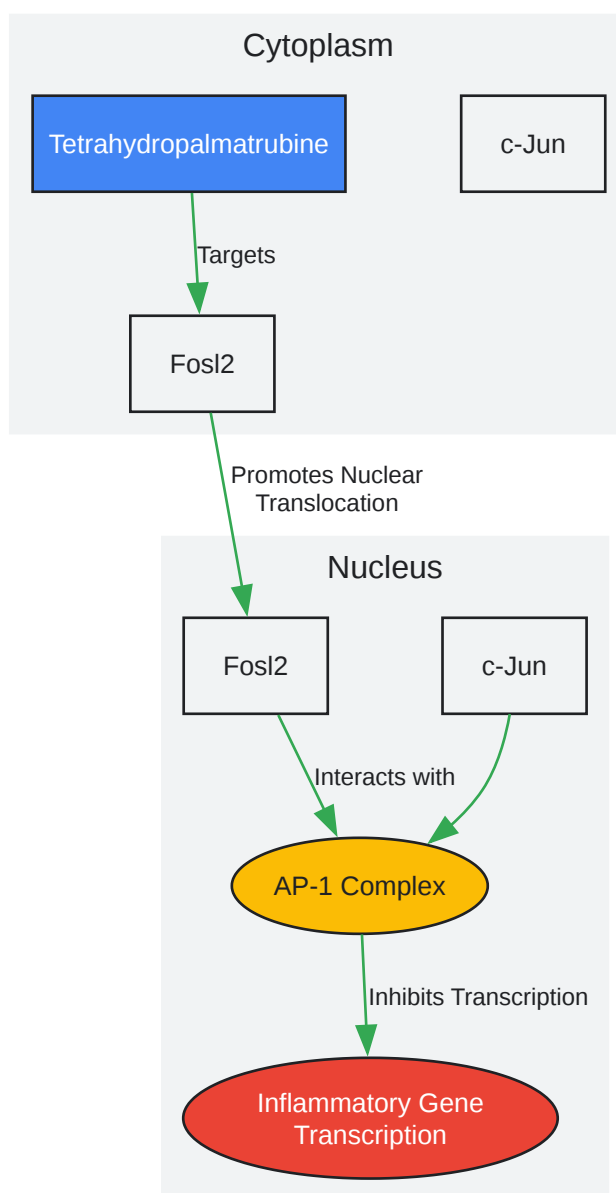 Cytoplasm
Tetrahydropalmatrubine
c-Jun
Targets
Fosl2
Promotes Nuclear
Translocation
Nucleus
Fosl2
c-Jun
Interacts with
AP-1 Complex
Inhibits Transcription
Inflammatory Gene
Transcription